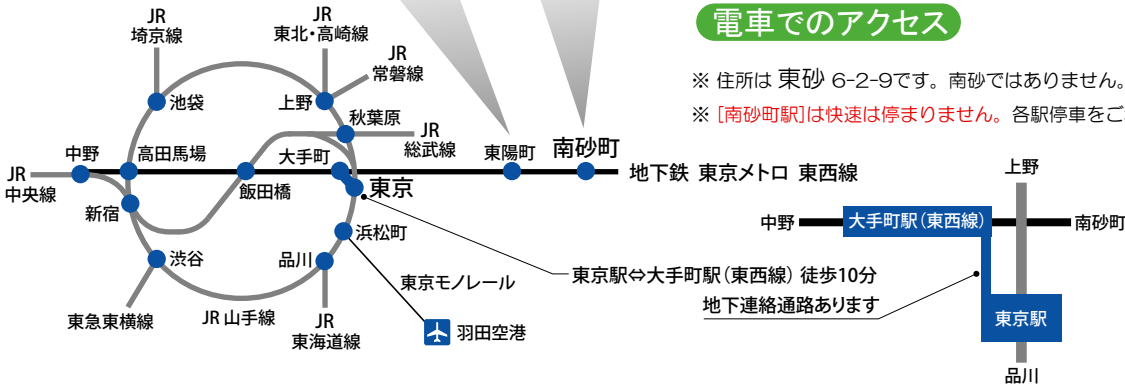 電車でのアクセス
※ 住所は 東砂 6-2-9です。南砂ではありません。
※ [南砂町駅]は快速は停まりません。各駅停車をご
JR
埼京線
JR
東北・高崎線
JR
常磐線
池袋
上野
秋葉原
JR
総武線
中野
高田馬場
大手町
東陽町
南砂町
JR
中央線
飯田橋
東京
地下鉄 東京メトロ 東西線
新宿
浜松町
渋谷
品川
東京モノレール
東急東横線
JR 山手線
JR
東海道線
羽田空港
東京駅⇔大手町駅(東西線) 徒歩10分
地下連絡通路あります
上野
中野
大手町駅(東西線)
南砂町
東京駅
品川